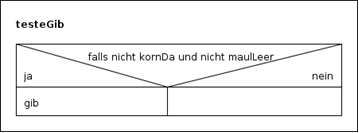 testeGib
falls nicht kornDa und nicht maulLeer
ja nein
gib